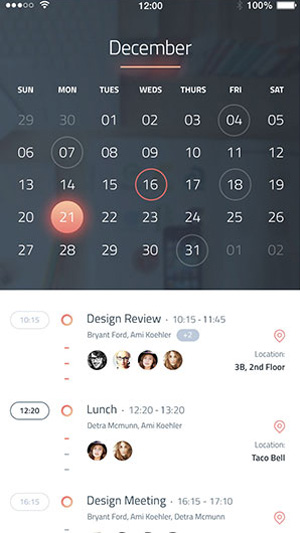 12:00
100%
December
SUN MON TUES WEDS THURS FRI SAT
29 30 01 02 03 04 05
06 07 08 09 10 11 12
13 14 15 16 17 18 19
20 21 22 23 24 25 26
27 28 29 30 31 01 02
10:15 Design Review · 10:15 - 11:45
Bryant Ford, Ami Koehler +2
Location:
3B, 2nd Floor
12:20 Lunch · 12:20 - 13:20
Detra Mcmunn, Ami Koehler
Location:
Taco Bell
16:15 Design Meeting · 16:15 - 17:10
Bryant Ford, Ami Koehler, Detra Mcmunn